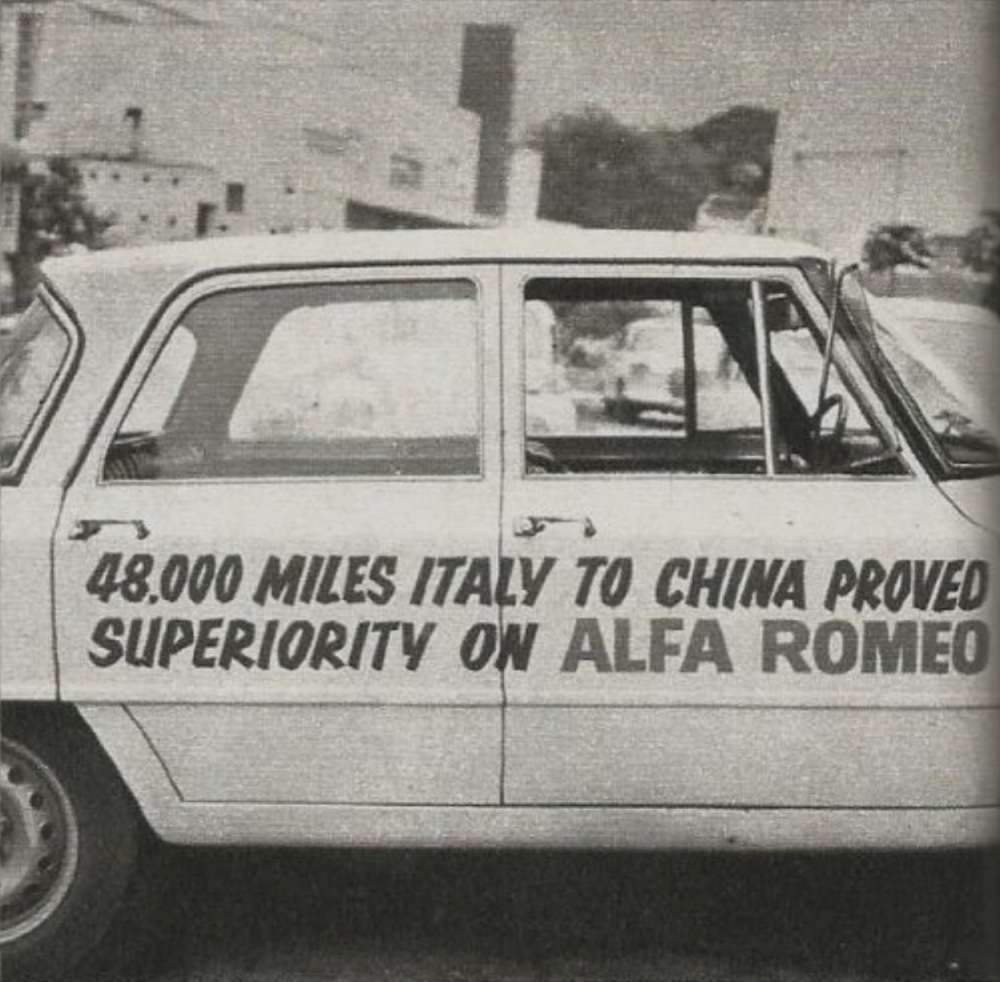 48.000 MILES ITALY TO CHINA PROVED
SUPERIORITY ON ALFA ROMEO